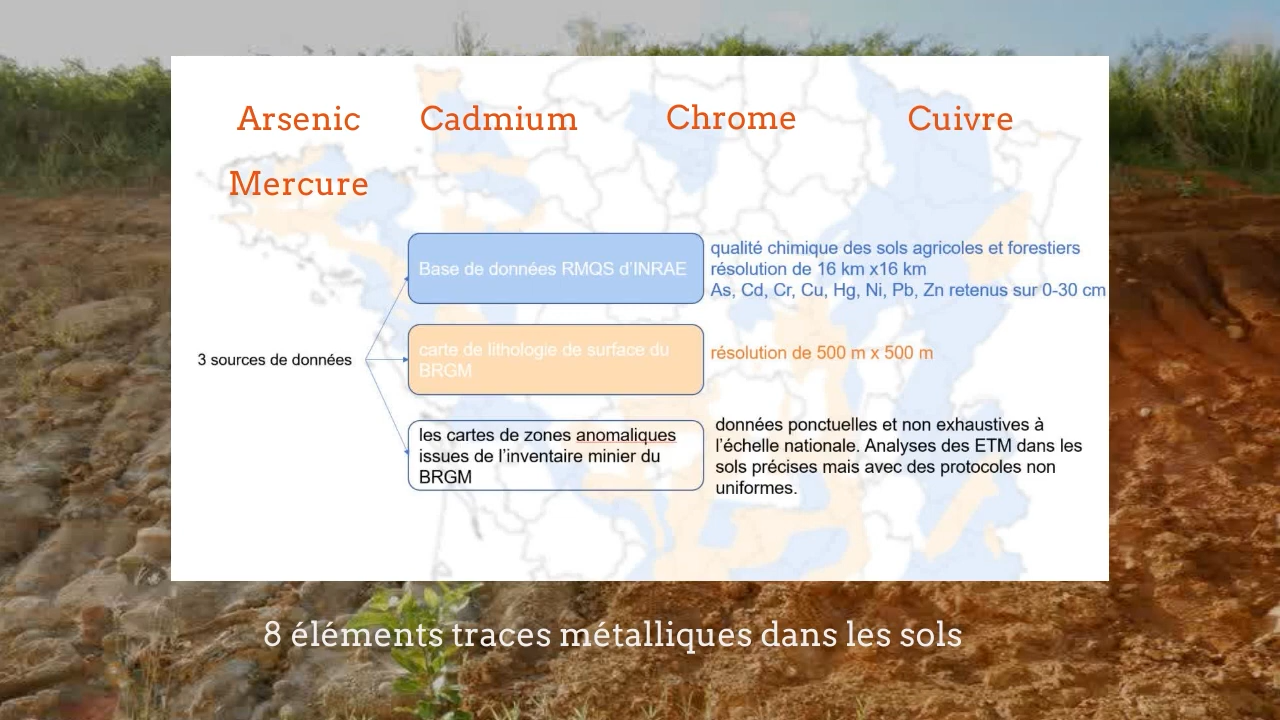 Arsenic Cadmium Chrome Cuivre
Mercure
3 sources de données
Base de données RMQS d'INRAE
qualité chimique des sols agricoles et forestiers
résolution de 16 km x16 km
As, Cd, Cr, Cu, Hg, Ni, Pb, Zn retenus sur 0-30 cm
carte de lithologie de surface du
BRGM
résolution de 500 m x 500 m
les cartes de zones anomaliques
issues de l'inventaire minier du
BRGM
données ponctuelles et non exhaustives à
l'échelle nationale. Analyses des ETM dans les
sols précises mais avec des protocoles non
uniformes.
8 éléments traces métalliques dans les sols